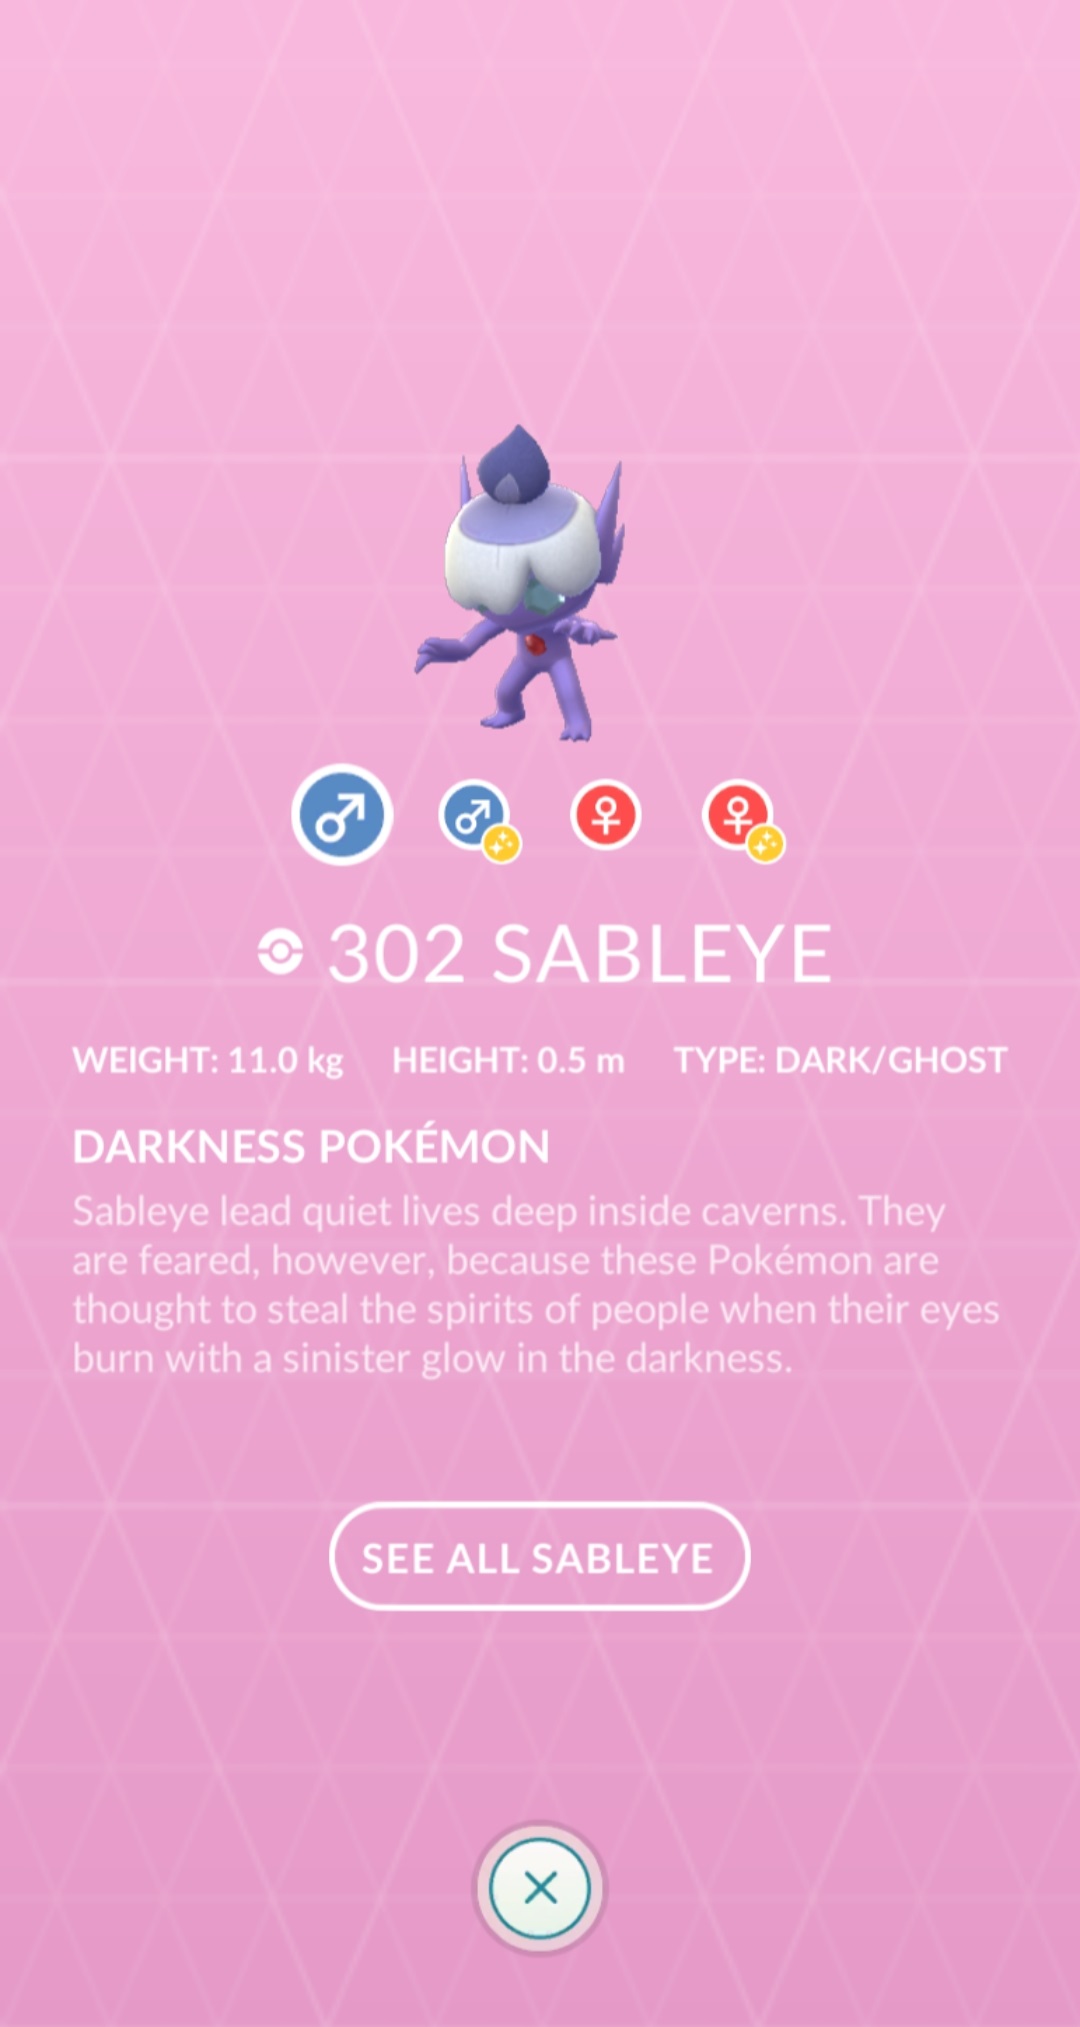 302 SABLEYE
WEIGHT: 11.0 kg HEIGHT: 0.5 m TYPE: DARK/GHOST
DARKNESS POKÉMON
Sableye lead quiet lives deep inside caverns. They
are feared, however, because these Pokémon are
thought to steal the spirits of people when their eyes
burn with a sinister glow in the darkness.
SEE ALL SABLEYE